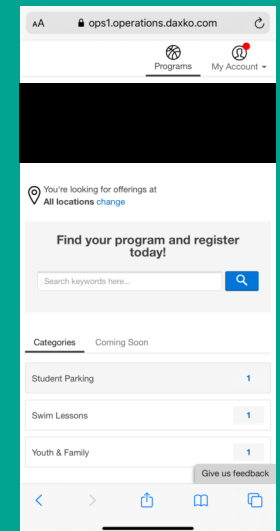 AA ops1.operations.daxko.com
Programs My Account
You're looking for offerings at
All locations change
Find your program and register
today!
Search keywords here...
Categories Coming Soon
Student Parking 1
Swim Lessons 1
Youth & Family 1
Give us feedback